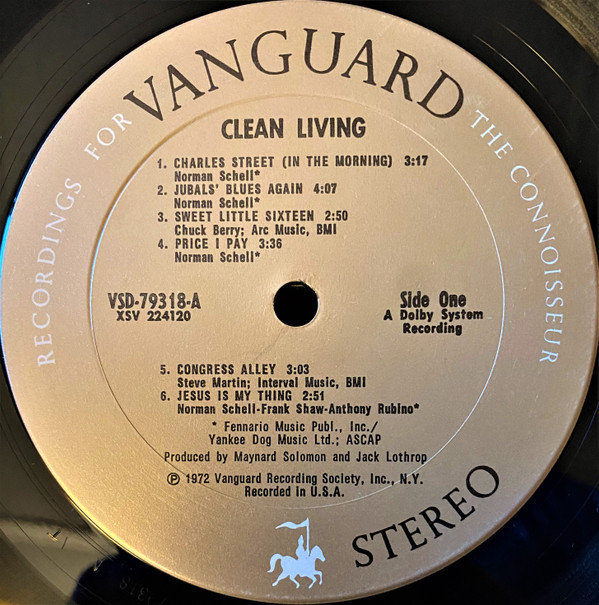 RECORDINGS FOR VANGUARD THE CONNOISSEUR
CLEAN LIVING
1. CHARLES STREET (IN THE MORNING) 3:17
Norman Schell*
2. JUBALS' BLUES AGAIN 4:07
Norman Schell*
3. SWEET LITTLE SIXTEEN 2:50
Chuck Berry; Arc Music, BMI
4. PRICE I PAY 3:36
Norman Schell*
VSD-79318-A
XSV 224120
Side One
A Dolby System
Recording
5. CONGRESS ALLEY 3:03
Steve Martin; Interval Music, BMI
6. JESUS IS MY THING 2:51
Norman Schell-Frank Shaw-Anthony Rubino*
* Fennario Music Publ., Inc./
Yankee Dog Music Ltd.; ASCAP
Produced by Maynard Solomon and Jack Lothrop
℗ 1972 Vanguard Recording Society, Inc., N.Y.
Recorded in U.S.A.
STEREO